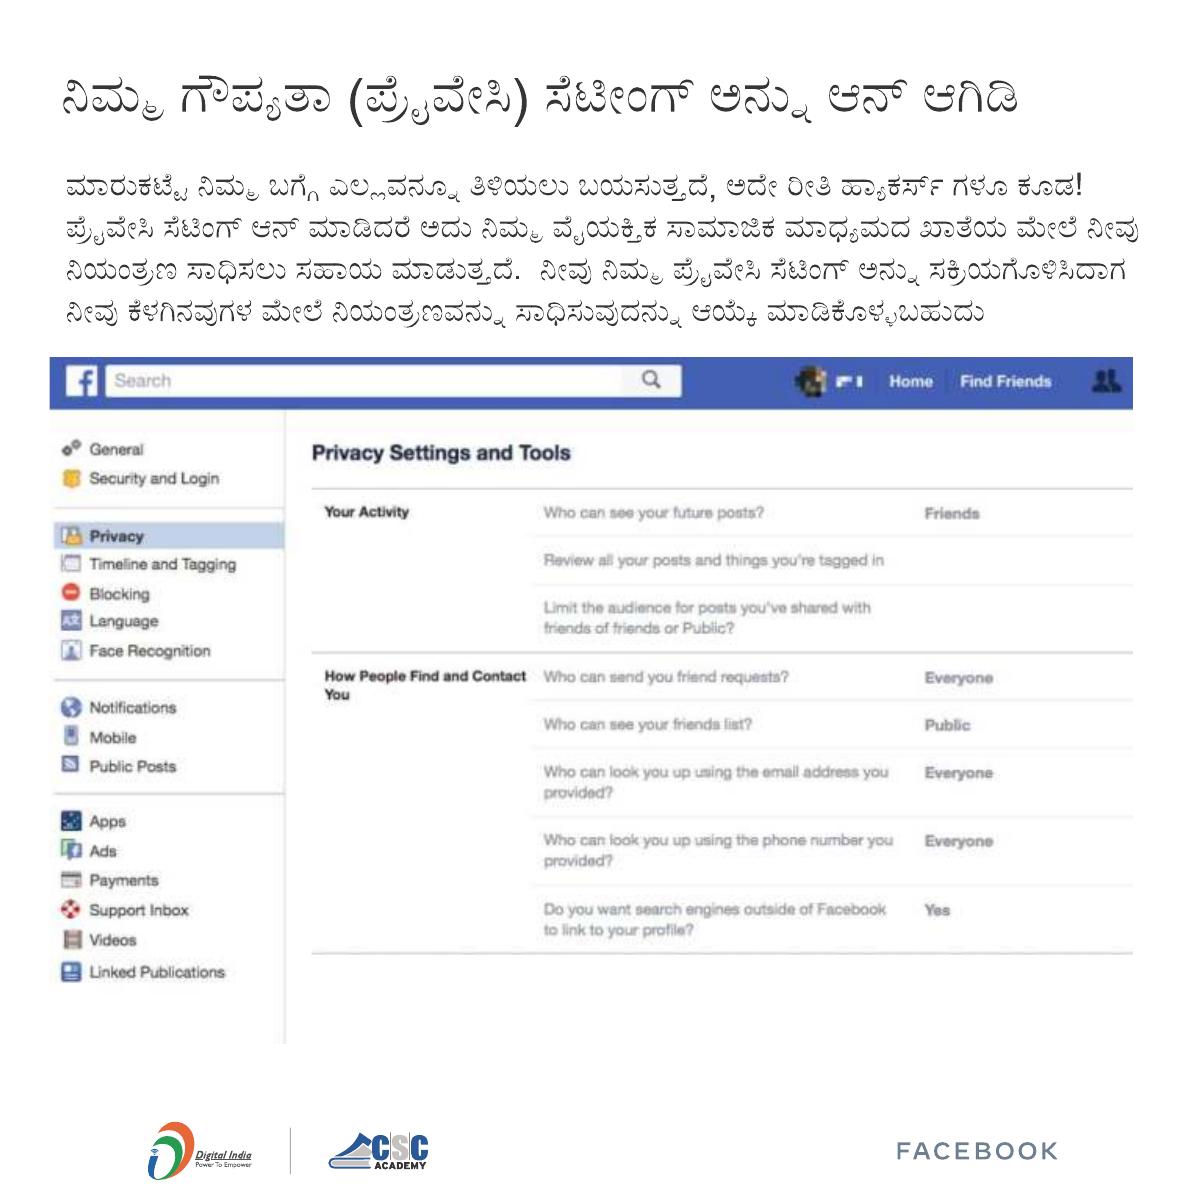 ನಿಮ್ಮ ಗೌಪ್ಯತಾ (ಪ್ರೈವೇಸಿ) ಸೆಟೀಂಗ್ ಅನ್ನು ಆನ್ ಆಗಿಡಿ
ಮಾರುಕಟ್ಟೆ ನಿಮ್ಮ ಬಗ್ಗೆ ಎಲ್ಲವನ್ನೂ ತಿಳಿಯಲು ಬಯಸುತ್ತದೆ, ಅದೇ ರೀತಿ ಹ್ಯಾಕರ್ಸ್ ಗಳೂ ಕೂಡ!
ಪ್ರೈವೇಸಿ ಸೆಟಿಂಗ್ ಆನ್ ಮಾಡಿದರೆ ಅದು ನಿಮ್ಮ ವೈಯಕ್ತಿಕ ಸಾಮಾಜಿಕ ಮಾಧ್ಯಮದ ಖಾತೆಯ ಮೇಲೆ ನೀವು
ನಿಯಂತ್ರಣ ಸಾಧಿಸಲು ಸಹಾಯ ಮಾಡುತ್ತದೆ. ನೀವು ನಿಮ್ಮ ಪ್ರೈವೇಸಿ ಸೆಟಿಂಗ್ ಅನ್ನು ಸಕ್ರಿಯಗೊಳಿಸಿದಾಗ
ನೀವು ಕೆಳಗಿನವುಗಳ ಮೇಲೆ ನಿಯಂತ್ರಣವನ್ನು ಸಾಧಿಸುವುದನ್ನು ಆಯ್ಕೆ ಮಾಡಿಕೊಳ್ಳಬಹುದು
f Search Home Find Friends
General
Security and Login
Privacy
Timeline and Tagging
Blocking
Language
Face Recognition
Notifications
Mobile
Public Posts
Apps
Ads
Payments
Support Inbox
Videos
Linked Publications
Privacy Settings and Tools
Your Activity Who can see your future posts? Friends
Review all your posts and things you're tagged in
Limit the audience for posts you've shared with
friends of friends or Public?
How People Find and Contact Who can send you friend requests? Everyone
You
Who can see your friends list? Public
Who can look you up using the email address you Everyone
provided?
Who can look you up using the phone number you Everyone
provided?
Do you want search engines outside of Facebook Yes
to link to your profile?
Digital India
Power To Empower
CSC
ACADEMY
FACEBOOK